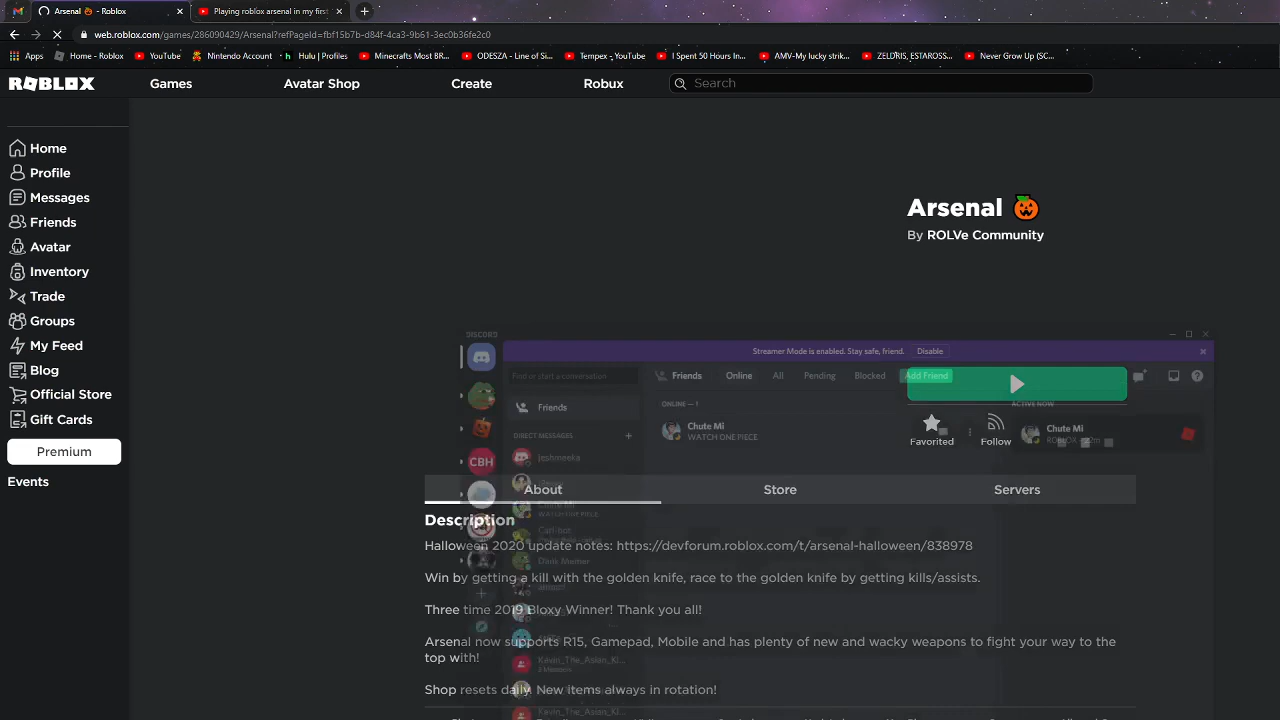 Arsenal 🎃 - Roblox
Playing roblox arsenal in my first
web.roblox.com/games/286090429/Arsenal?refPageId=fbf15b7b-d84f-4ca3-9b61-3ec0b36fe2c0
Apps
Home - Roblox
YouTube
Nintendo Account
Hulu | Profiles
Minecrafts Most BR...
ODESZA - Line of Si...
Tempex - YouTube
I Spent 50 Hours In...
AMV-My lucky strik...
ZELDRIS, ESTAROSS...
Never Grow Up (SC...
ROBLOX
Games
Avatar Shop
Create
Robux
Search
Home
Profile
Messages
Friends
Avatar
Inventory
Trade
Groups
My Feed
Blog
Official Store
Gift Cards
Premium
Events
Arsenal 🎃
By ROLVe Community
DISCORD
Streamer Mode is enabled. Stay safe, friend.
Disable
Find or start a conversation
Friends
Online
All
Pending
Blocked
Add Friend
Friends
DIRECT MESSAGES
ONLINE — 1
Chute Mi
WATCH ONE PIECE
ACTIVE NOW
Chute Mi
Favorited
Follow
CBH
Jeshmeeka
About
Store
Servers
Description
Halloween 2020 update notes: https://devforum.roblox.com/t/arsenal-halloween/838978
Win by getting a kill with the golden knife, race to the golden knife by getting kills/assists.
Three time 2019 Bloxy Winner! Thank you all!
Arsenal now supports R15, Gamepad, Mobile and has plenty of new and wacky weapons to fight your way to the
top with!
Kevin_The_Asian_Ki...
Shop resets daily. New items always in rotation!
Kevin_The_Asian_Ki...